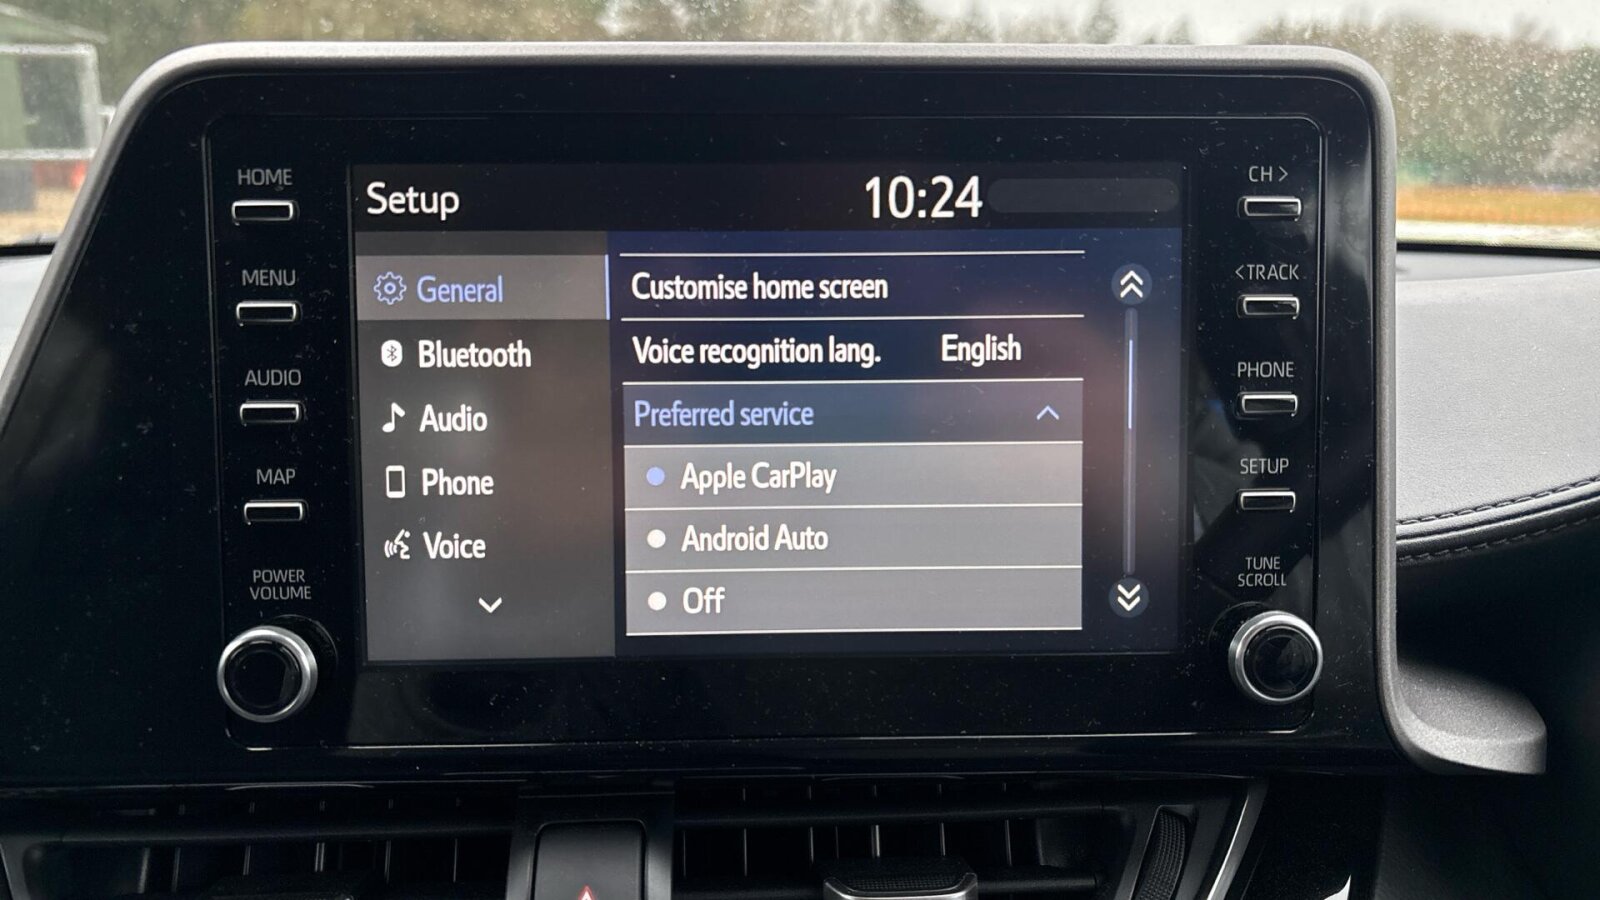 HOME
MENU
AUDIO
MAP
POWER
VOLUME
Setup
10:24
General
Bluetooth
Audio
Phone
Voice
Customise home screen
Voice recognition lang. English
Preferred service
Apple CarPlay
Android Auto
Off
CH >
<TRACK
PHONE
SETUP
TUNE
SCROLL